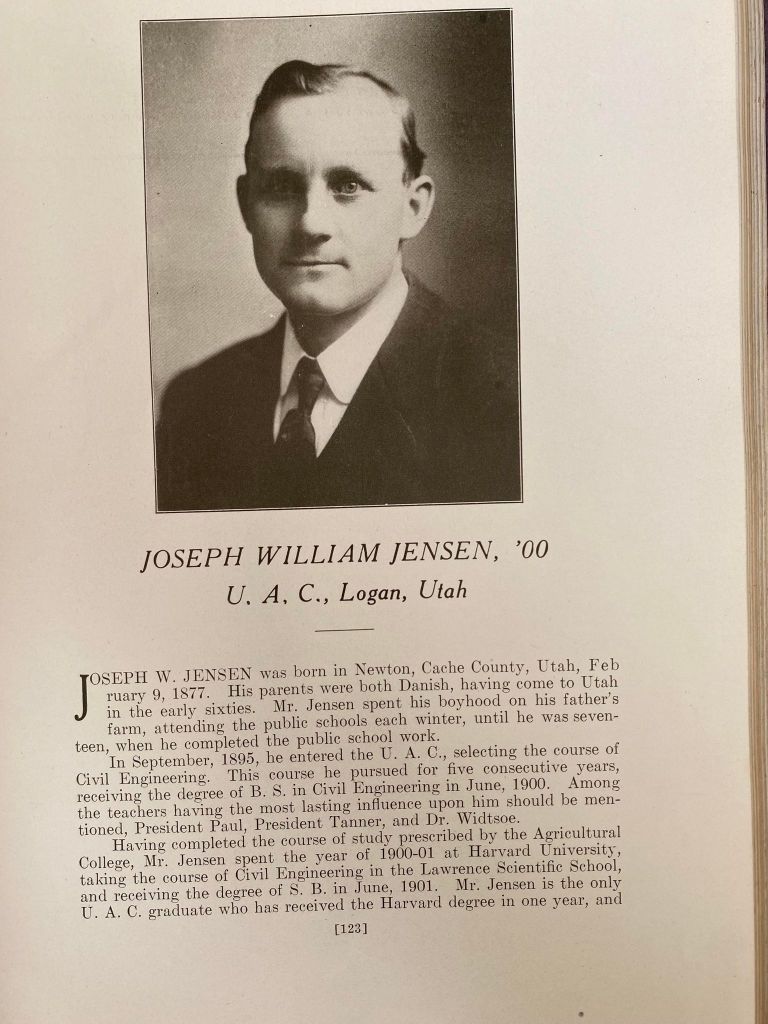 JOSEPH WILLIAM JENSEN, '00
U. A. C., Logan, Utah
JOSEPH W. JENSEN was born in Newton, Cache County, Utah, Feb
ruary 9, 1877. His parents were both Danish, having come to Utah
in the early sixties. Mr. Jensen spent his boyhood on his father's
farm, attending the public schools each winter, until he was seven-
teen, when he completed the public school work.
In September, 1895, he entered the U. A. C., selecting the course of
Civil Engineering. This course he pursued for five consecutive years,
receiving the degree of B. S. in Civil Engineering in June, 1900. Among
the teachers having the most lasting influence upon him should be men-
tioned, President Paul, President Tanner, and Dr. Widtsoe.
Having completed the course of study prescribed by the Agricultural
College, Mr. Jensen spent the year of 1900-01 at Harvard University,
taking the course of Civil Engineering in the Lawrence Scientific School,
and receiving the degree of S. B. in June, 1901. Mr. Jensen is the only
U. A. C. graduate who has received the Harvard degree in one year, and
[123]